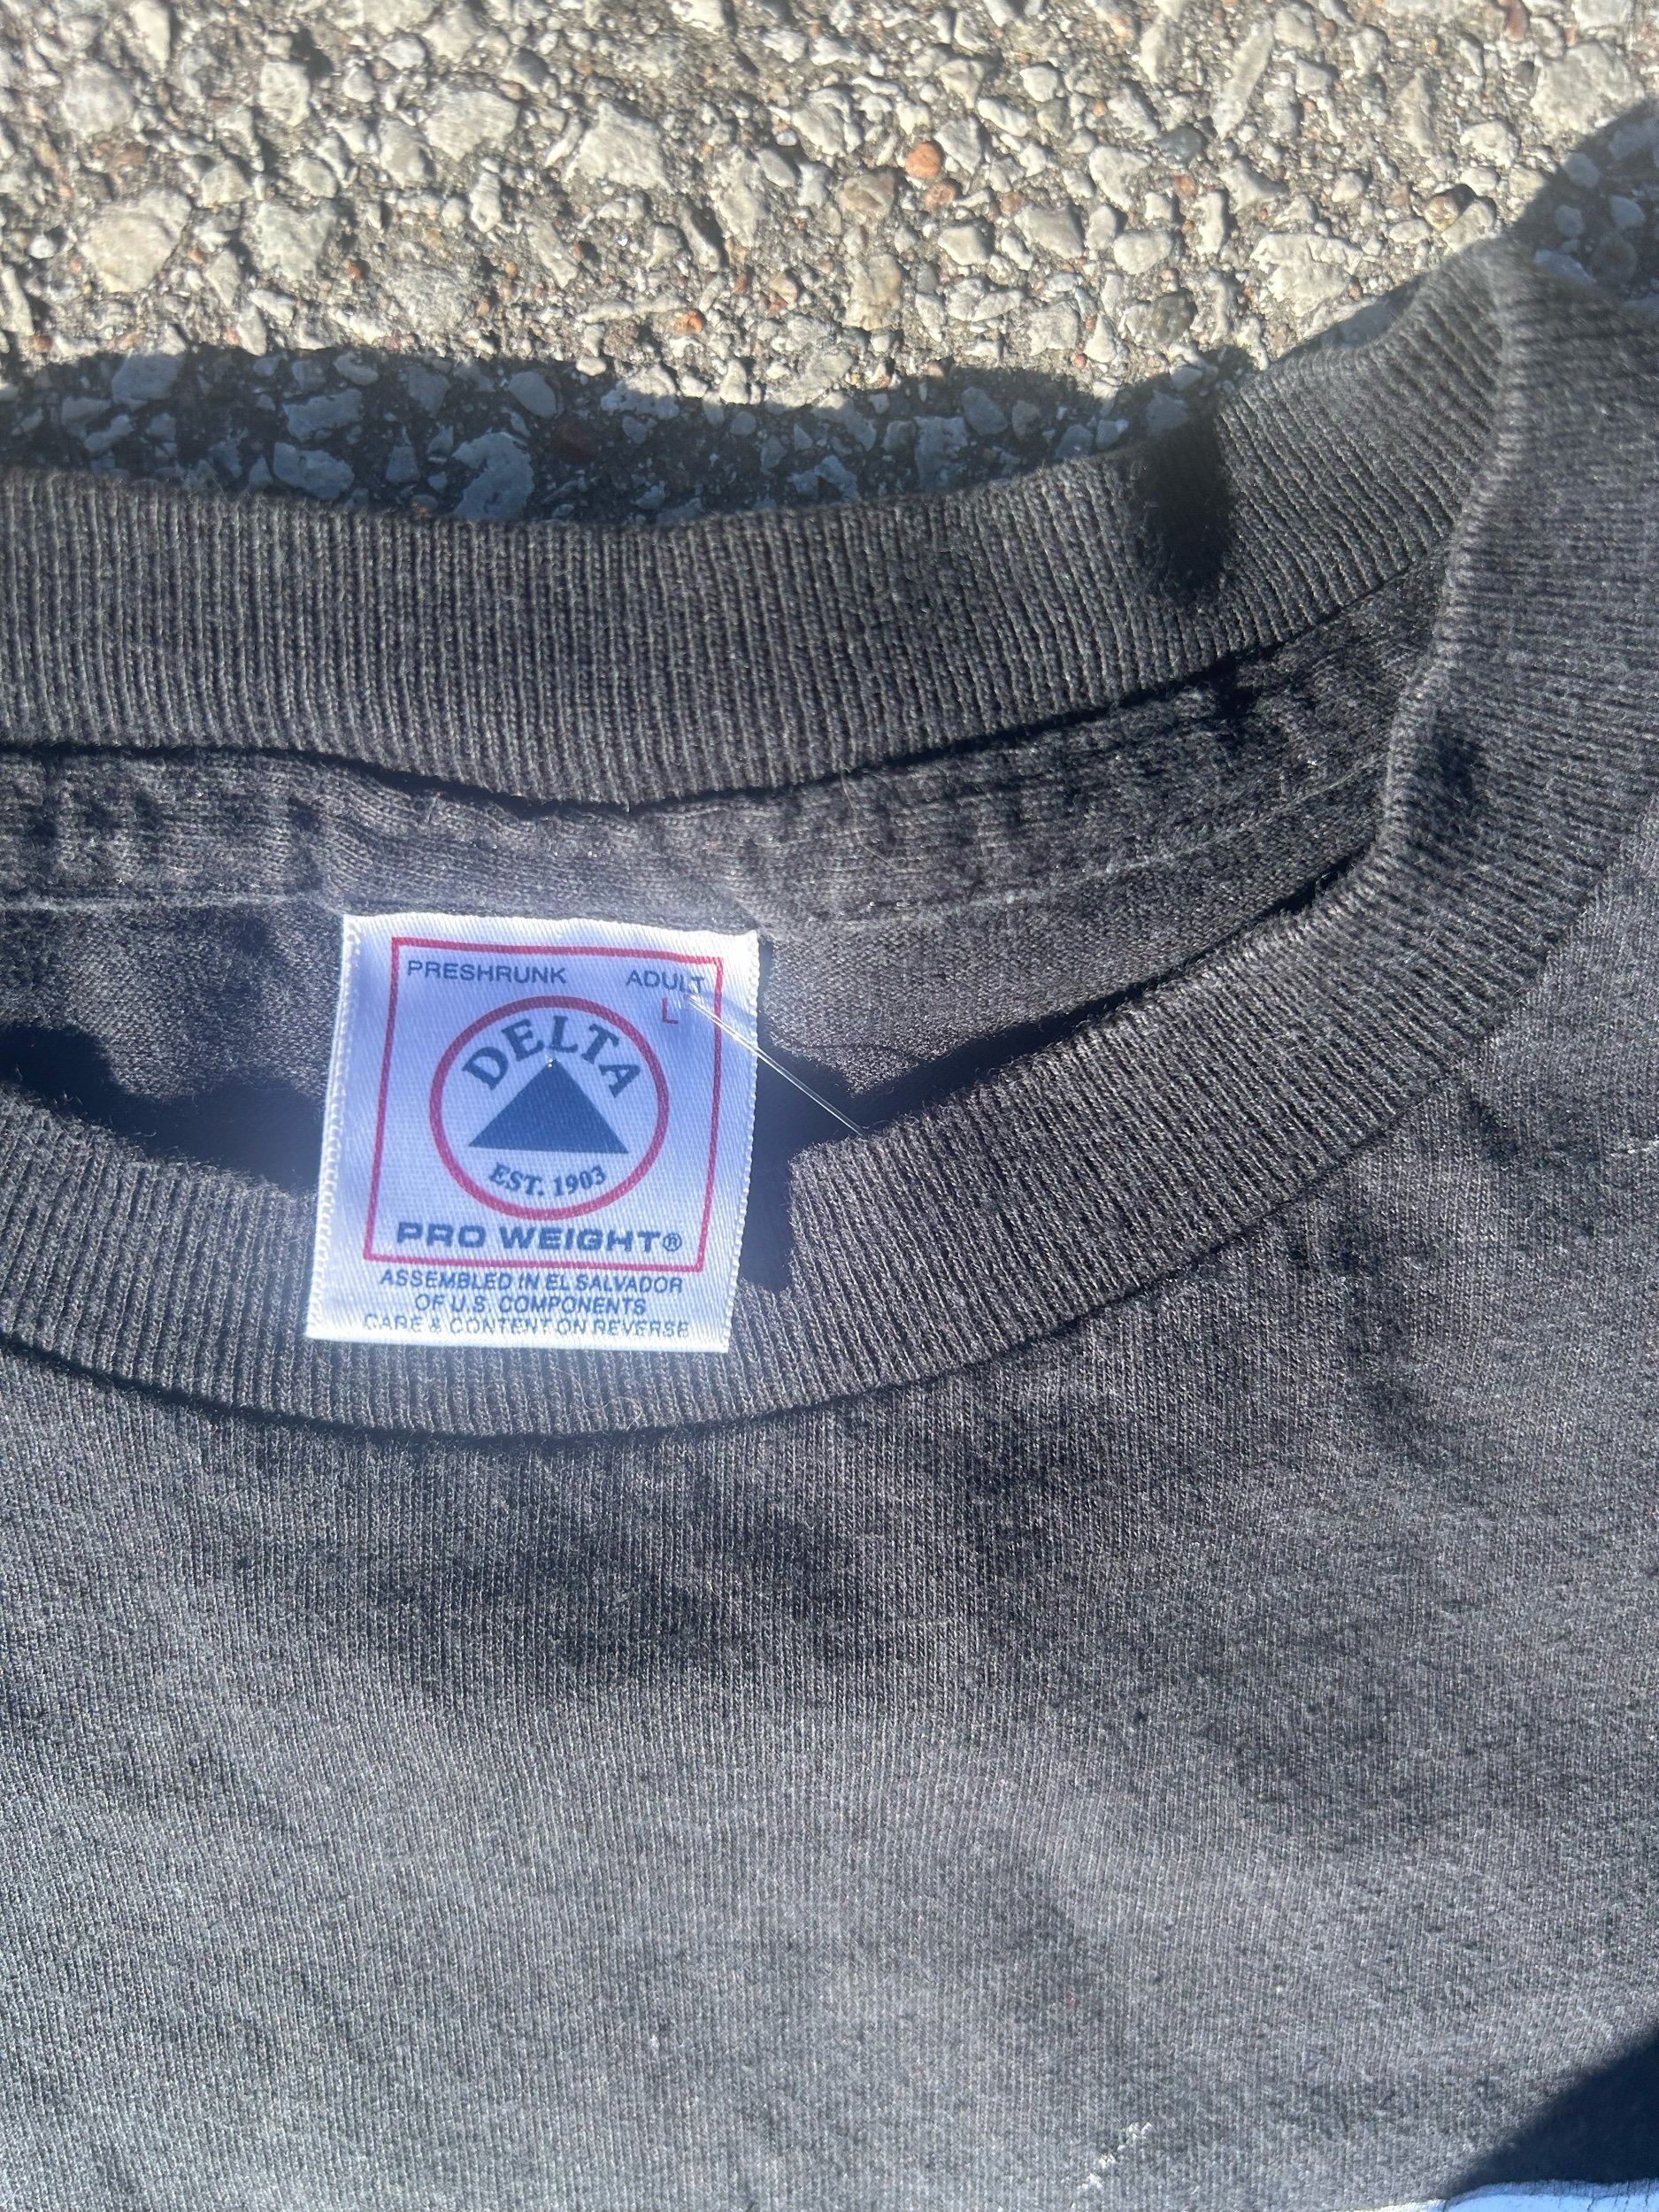 PRESHRUNK ADULT
L
DELTA
EST. 1903
PRO WEIGHT®
ASSEMBLED IN EL SALVADOR
OF U.S. COMPONENTS
CARE & CONTENT ON REVERSE